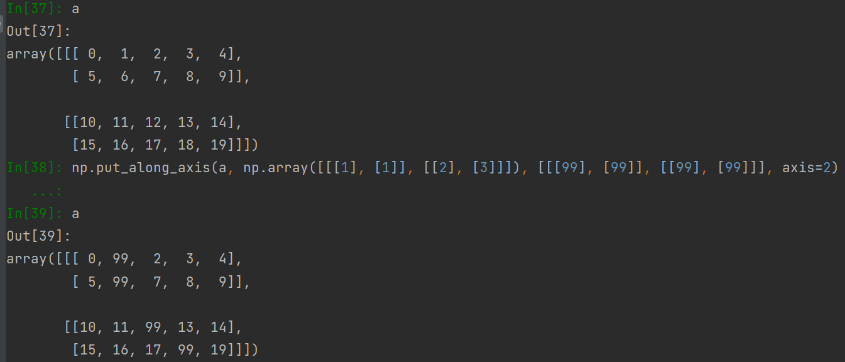 In[37]: a
Out[37]:
array([[[ 0,  1,  2,  3,  4],
        [ 5,  6,  7,  8,  9]],
       [[10, 11, 12, 13, 14],
        [15, 16, 17, 18, 19]]])
In[38]: np.put_along_axis(a, np.array([[[1], [1]], [[2], [3]]]), [[[99], [99]], [[99], [99]]], axis=2)
   ...:
In[39]: a
Out[39]:
array([[[ 0, 99,  2,  3,  4],
        [ 5, 99,  7,  8,  9]],
       [[10, 11, 99, 13, 14],
        [15, 16, 17, 99, 19]]])